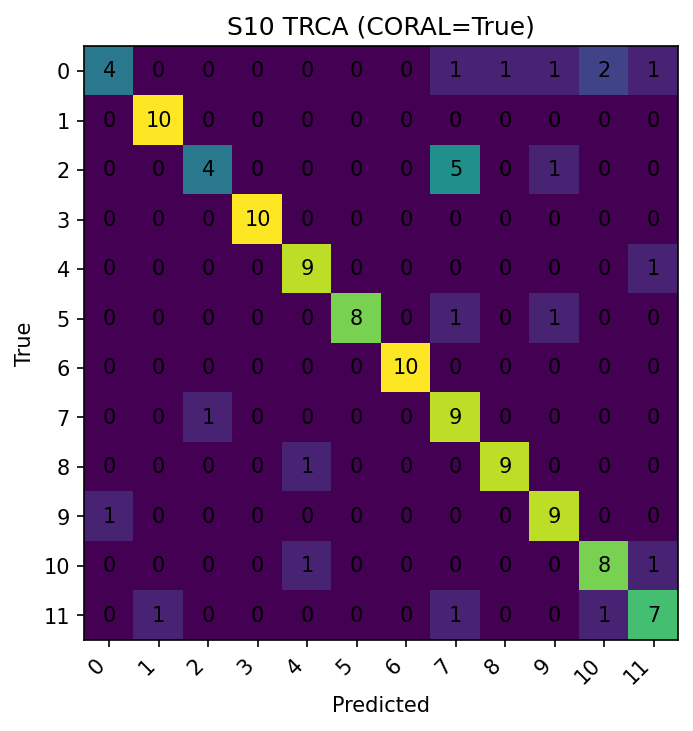 S10 TRCA (CORAL=True)
0 4 0 0 0 0 0 0 1 1 1 2 1
1 0 10 0 0 0 0 0 0 0 0 0 0
2 0 0 4 0 0 0 0 5 0 1 0 0
3 0 0 0 10 0 0 0 0 0 0 0 0
4 0 0 0 0 9 0 0 0 0 0 0 1
5 0 0 0 0 0 8 0 1 0 1 0 0
6 0 0 0 0 0 0 10 0 0 0 0 0
7 0 0 1 0 0 0 0 9 0 0 0 0
8 0 0 0 0 1 0 0 0 9 0 0 0
9 1 0 0 0 0 0 0 0 0 9 0 0
10 0 0 0 0 1 0 0 0 0 0 8 1
11 0 1 0 0 0 0 0 1 0 0 1 7
0 1 2 3 4 5 6 7 8 9 10 11
True
Predicted